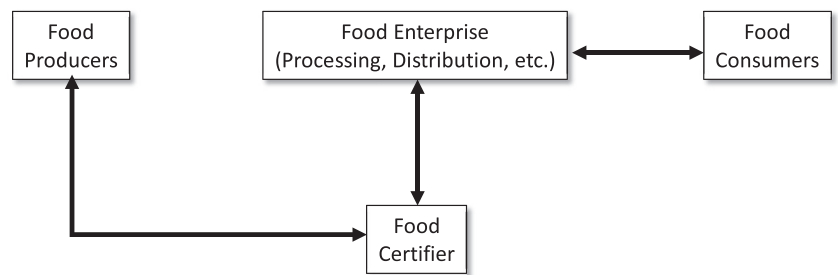 Food
Producers
Food Enterprise
(Processing, Distribution, etc.)
Food
Consumers
Food
Certifier